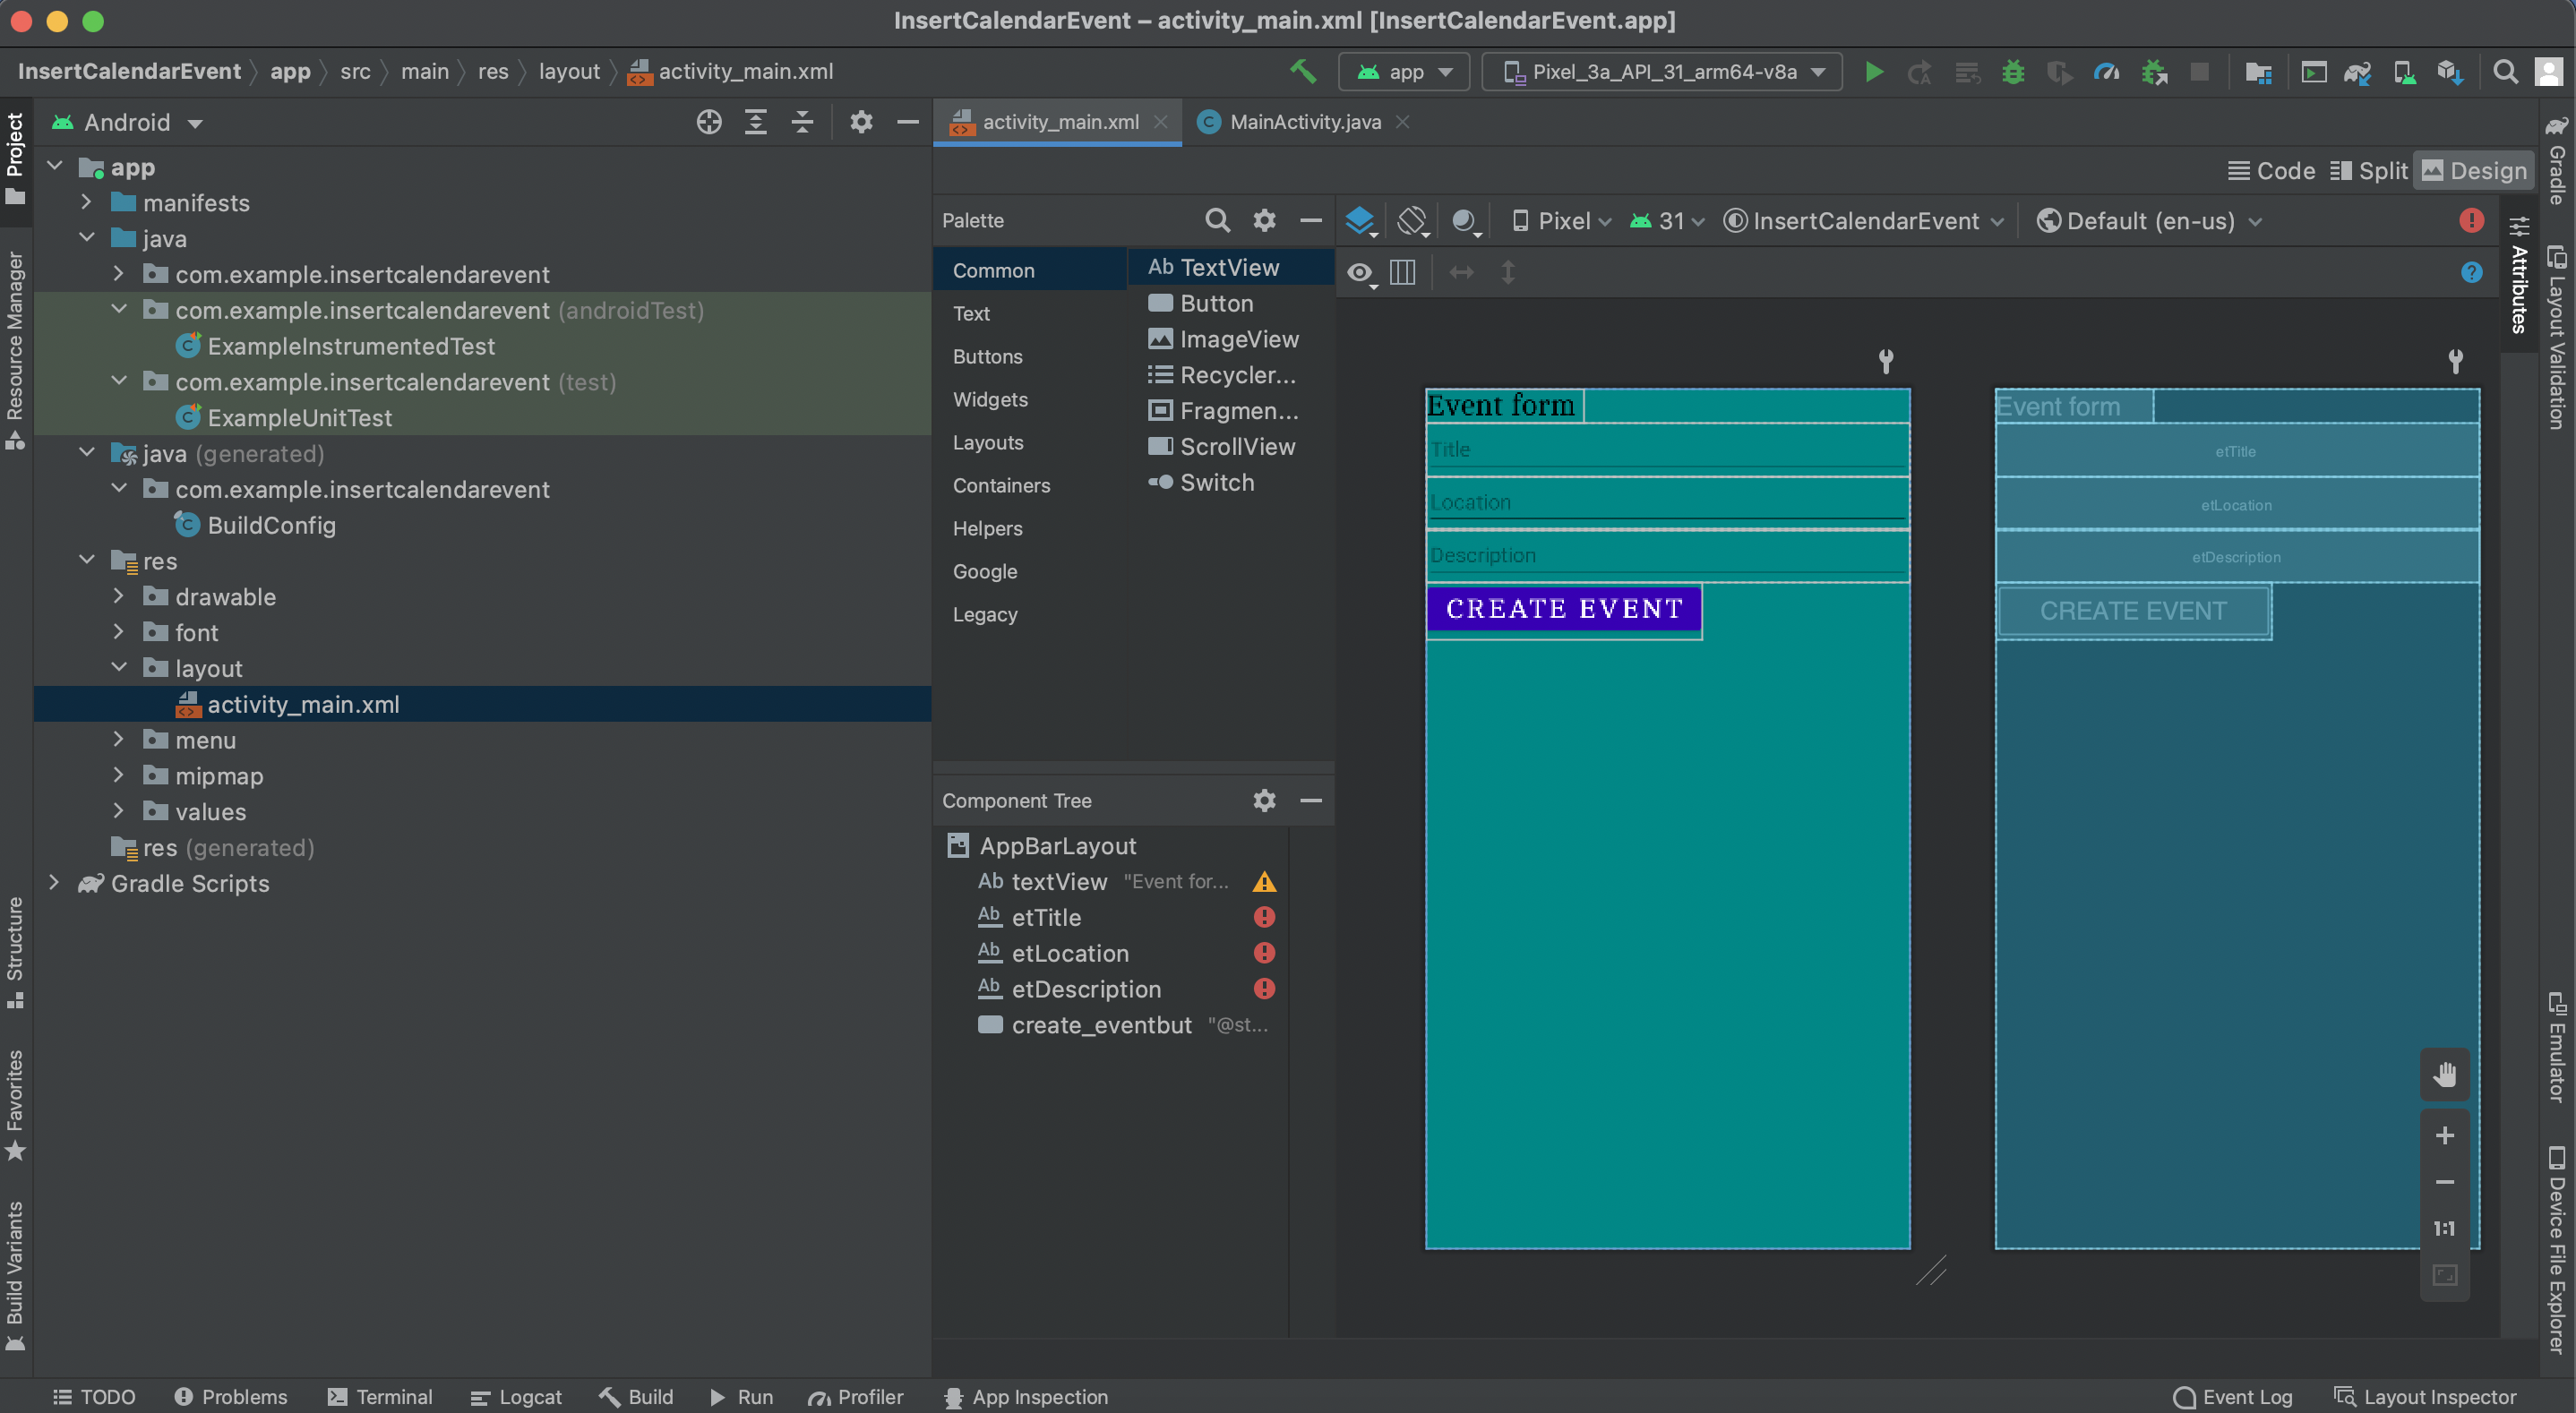 InsertCalendarEvent – activity_main.xml [InsertCalendarEvent.app]
InsertCalendarEvent app src main res layout activity_main.xml
app
Pixel_3a_API_31_arm64-v8a
Project
Resource Manager
Structure
Favorites
Build Variants
Android
app
manifests
java
com.example.insertcalendarevent
com.example.insertcalendarevent (androidTest)
ExampleInstrumentedTest
com.example.insertcalendarevent (test)
ExampleUnitTest
java (generated)
com.example.insertcalendarevent
BuildConfig
res
drawable
font
layout
activity_main.xml
menu
mipmap
values
res (generated)
Gradle Scripts
activity_main.xml
MainActivity.java
Code
Split
Design
Palette
Common
Text
Buttons
Widgets
Layouts
Containers
Helpers
Google
Legacy
Ab TextView
Button
ImageView
Recycler...
Fragmen...
ScrollView
Switch
Component Tree
AppBarLayout
Ab textView "Event for...
Ab etTitle
Ab etLocation
Ab etDescription
create_eventbut "@st...
Pixel
31
InsertCalendarEvent
Default (en-us)
Event form
Title
Location
Description
CREATE EVENT
Event form
etTitle
etLocation
etDescription
CREATE EVENT
1:1
Gradle
Attributes
Layout Validation
Emulator
Device File Explorer
TODO
Problems
Terminal
Logcat
Build
Run
Profiler
App Inspection
Event Log
Layout Inspector